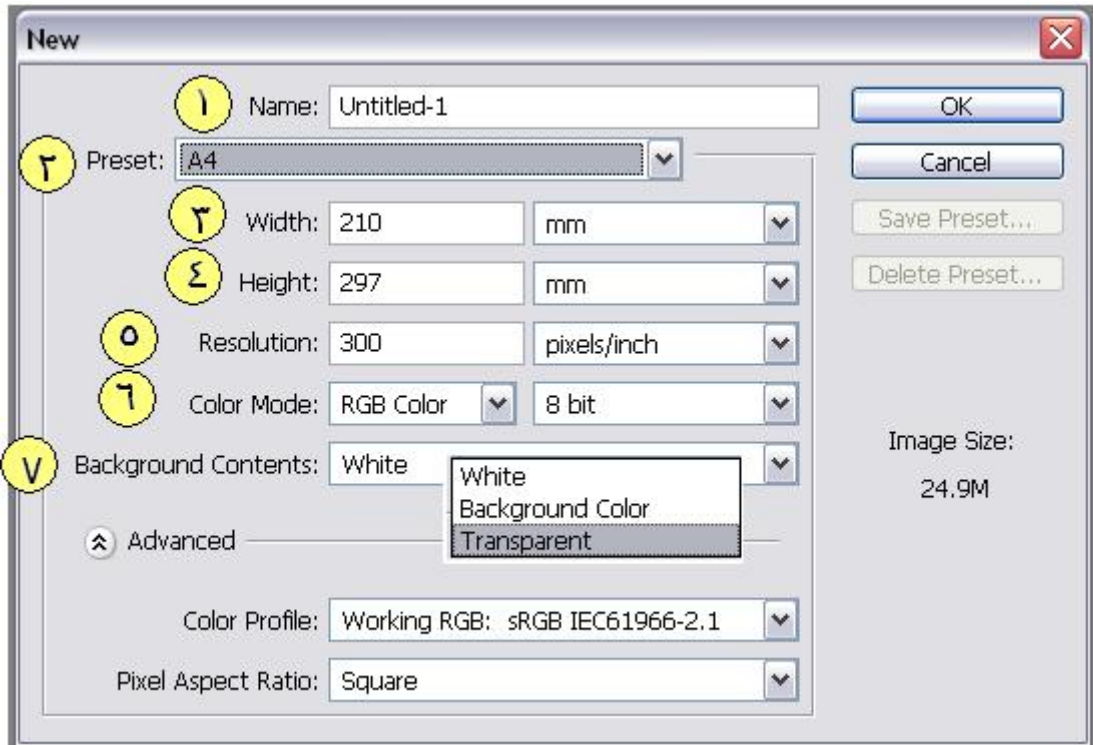 New
١ Name: Untitled-1 OK
٢ Preset: A4 Cancel
٣ Width: 210 mm Save Preset...
٤ Height: 297 mm Delete Preset...
٥ Resolution: 300 pixels/inch
٦ Color Mode: RGB Color 8 bit
Image Size:
٧ Background Contents: White
White
24.9M
Background Color
Advanced Transparent
Color Profile: Working RGB: sRGB IEC61966-2.1
Pixel Aspect Ratio: Square